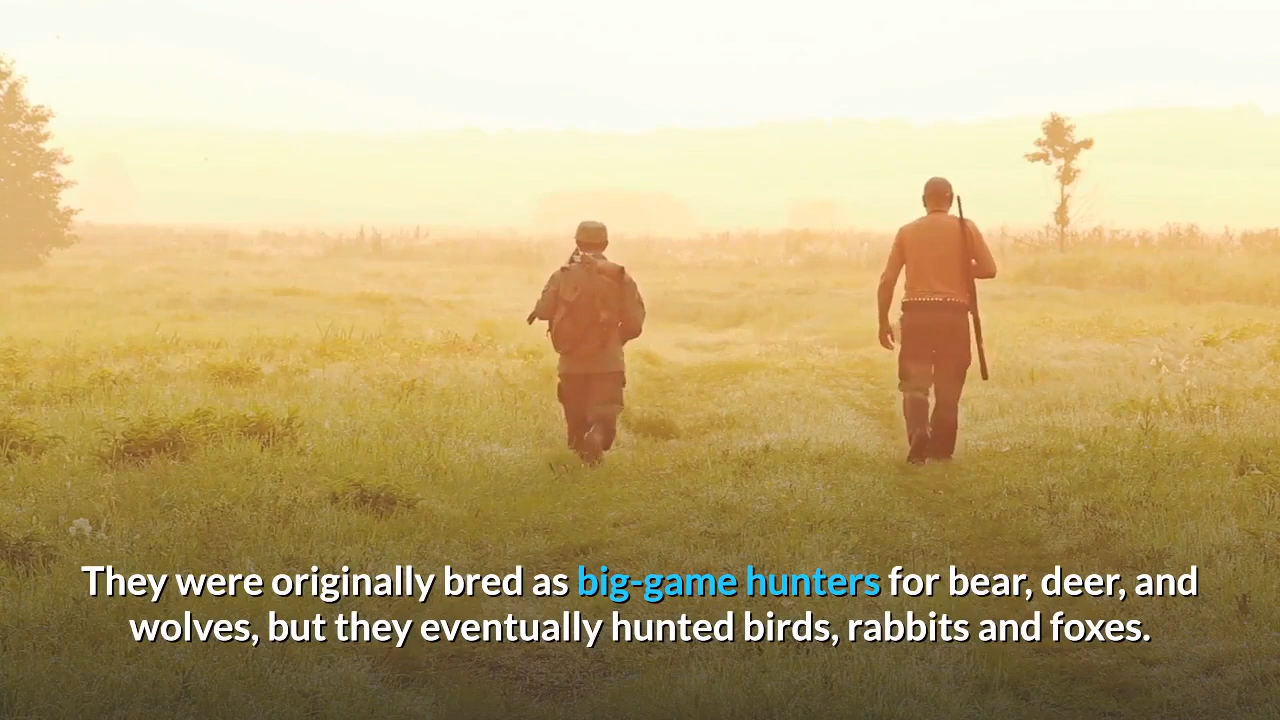 They were originally bred as big-game hunters for bear, deer, and
wolves, but they eventually hunted birds, rabbits and foxes.